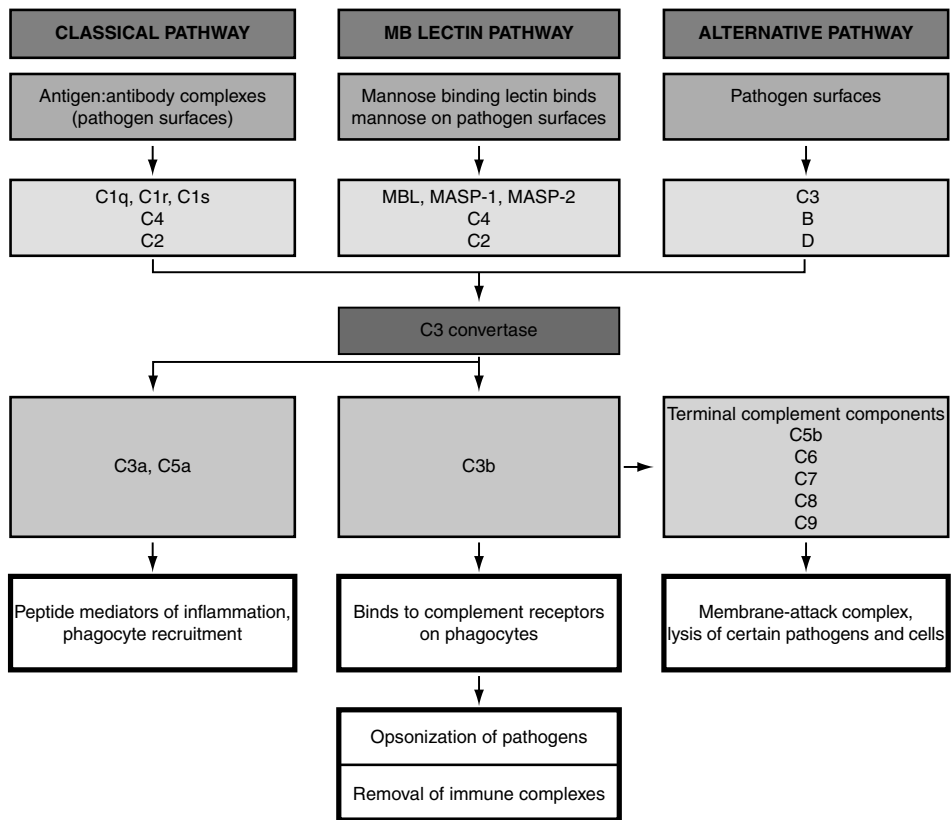 CLASSICAL PATHWAY
MB LECTIN PATHWAY
ALTERNATIVE PATHWAY
Antigen:antibody complexes
(pathogen surfaces)
Mannose binding lectin binds
mannose on pathogen surfaces
Pathogen surfaces
C1q, C1r, C1s
C4
C2
MBL, MASP-1, MASP-2
C4
C2
C3
B
D
C3 convertase
C3a, C5a
C3b
Terminal complement components
C5b
C6
C7
C8
C9
Peptide mediators of inflammation,
phagocyte recruitment
Binds to complement receptors
on phagocytes
Membrane-attack complex,
lysis of certain pathogens and cells
Opsonization of pathogens
Removal of immune complexes